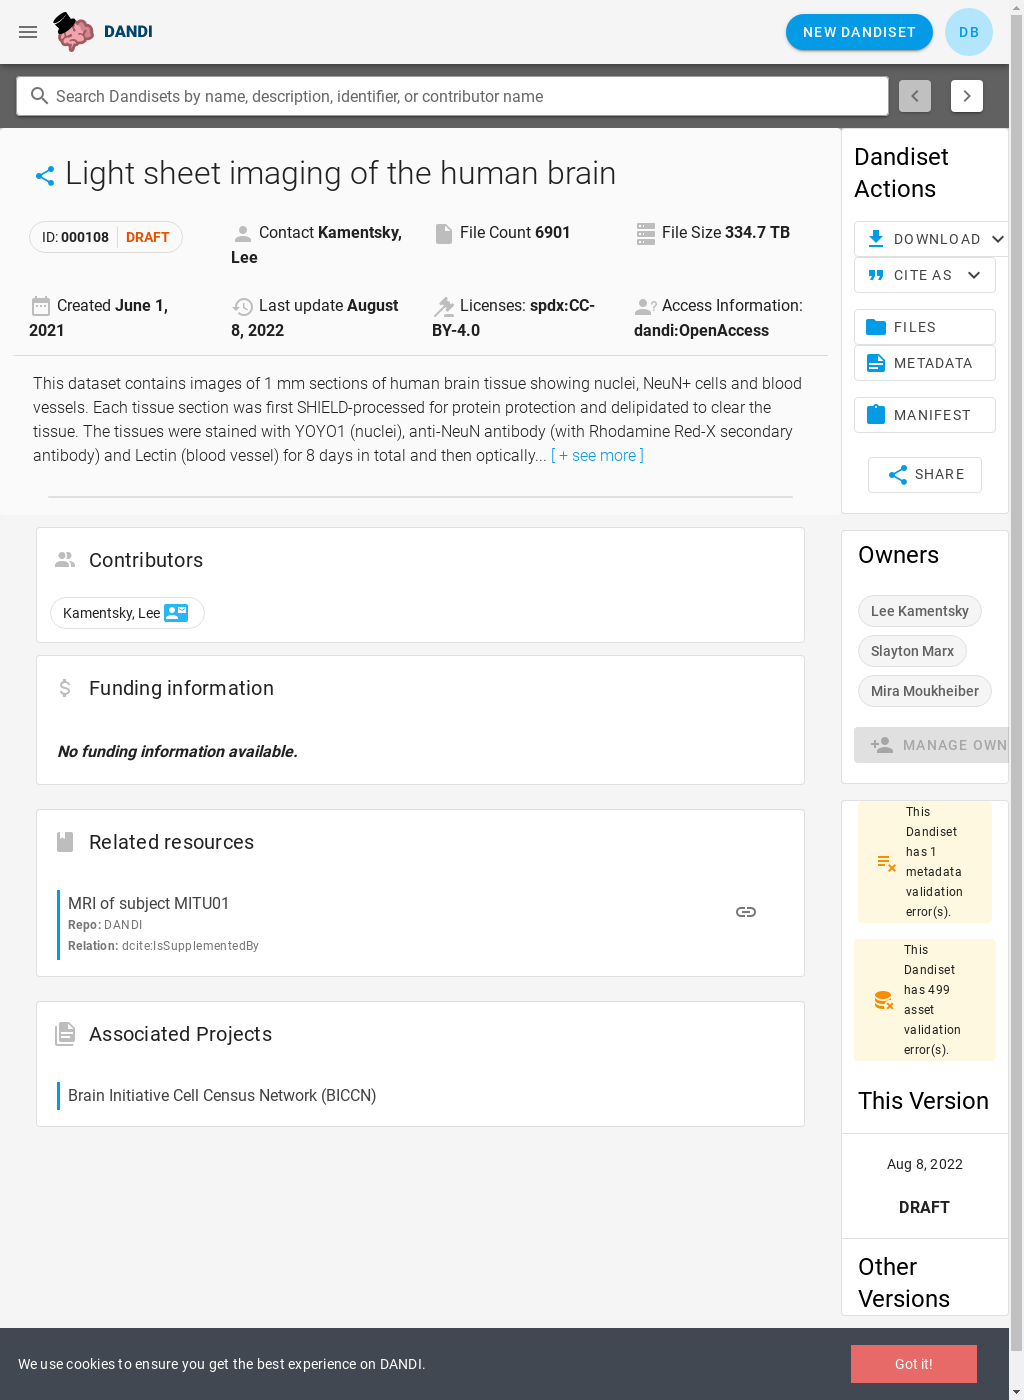 DANDI
NEW DANDISET
DB
Search Dandisets by name, description, identifier, or contributor name
Light sheet imaging of the human brain
ID: 000108 DRAFT
Contact Kamentsky, Lee
File Count 6901
File Size 334.7 TB
Created June 1, 2021
Last update August 8, 2022
Licenses: spdx:CC-BY-4.0
Access Information: dandi:OpenAccess
This dataset contains images of 1 mm sections of human brain tissue showing nuclei, NeuN+ cells and blood
vessels. Each tissue section was first SHIELD-processed for protein protection and delipidated to clear the
tissue. The tissues were stained with YOYO1 (nuclei), anti-NeuN antibody (with Rhodamine Red-X secondary
antibody) and Lectin (blood vessel) for 8 days in total and then optically... [ + see more ]
Contributors
Kamentsky, Lee
Funding information
No funding information available.
Related resources
MRI of subject MITU01
Repo: DANDI
Relation: dcite:IsSupplementedBy
Associated Projects
Brain Initiative Cell Census Network (BICCN)
Dandiset
Actions
DOWNLOAD
CITE AS
FILES
METADATA
MANIFEST
SHARE
Owners
Lee Kamentsky
Slayton Marx
Mira Moukheiber
MANAGE OWN
This
Dandiset
has 1
metadata
validation
error(s).
This
Dandiset
has 499
asset
validation
error(s).
This Version
Aug 8, 2022
DRAFT
Other
Versions
We use cookies to ensure you get the best experience on DANDI.
Got it!